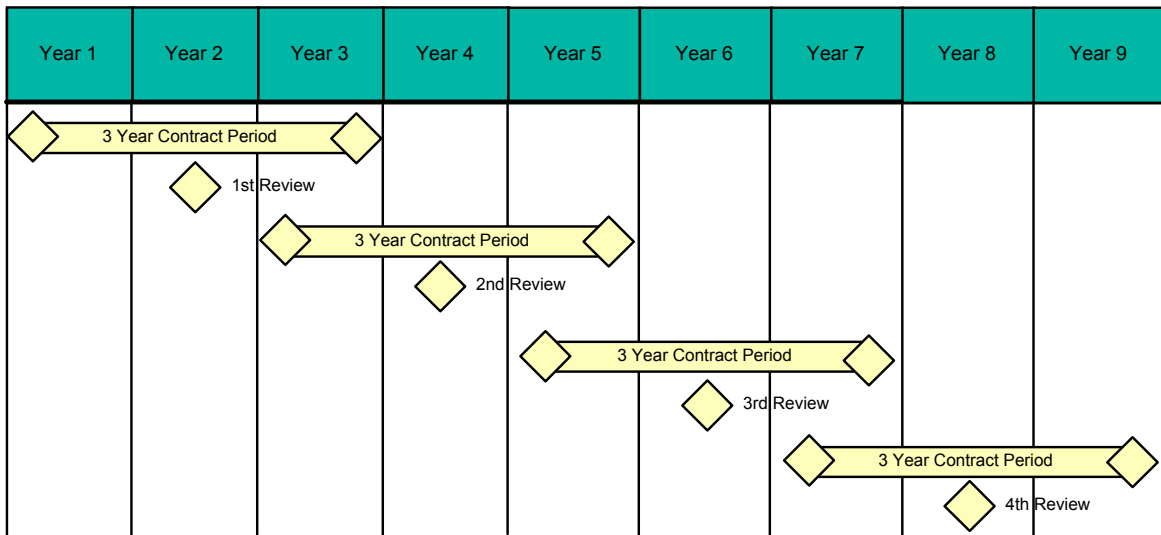 Year 1 Year 2 Year 3 Year 4 Year 5 Year 6 Year 7 Year 8 Year 9
3 Year Contract Period
1st Review
3 Year Contract Period
2nd Review
3 Year Contract Period
3rd Review
3 Year Contract Period
4th Review